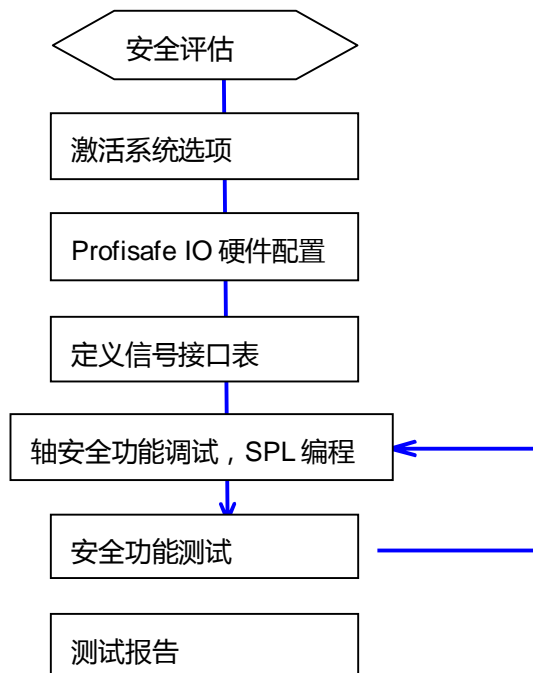 安全评估
激活系统选项
Profisafe IO 硬件配置
定义信号接口表
轴安全功能调试，SPL 编程
安全功能测试
测试报告